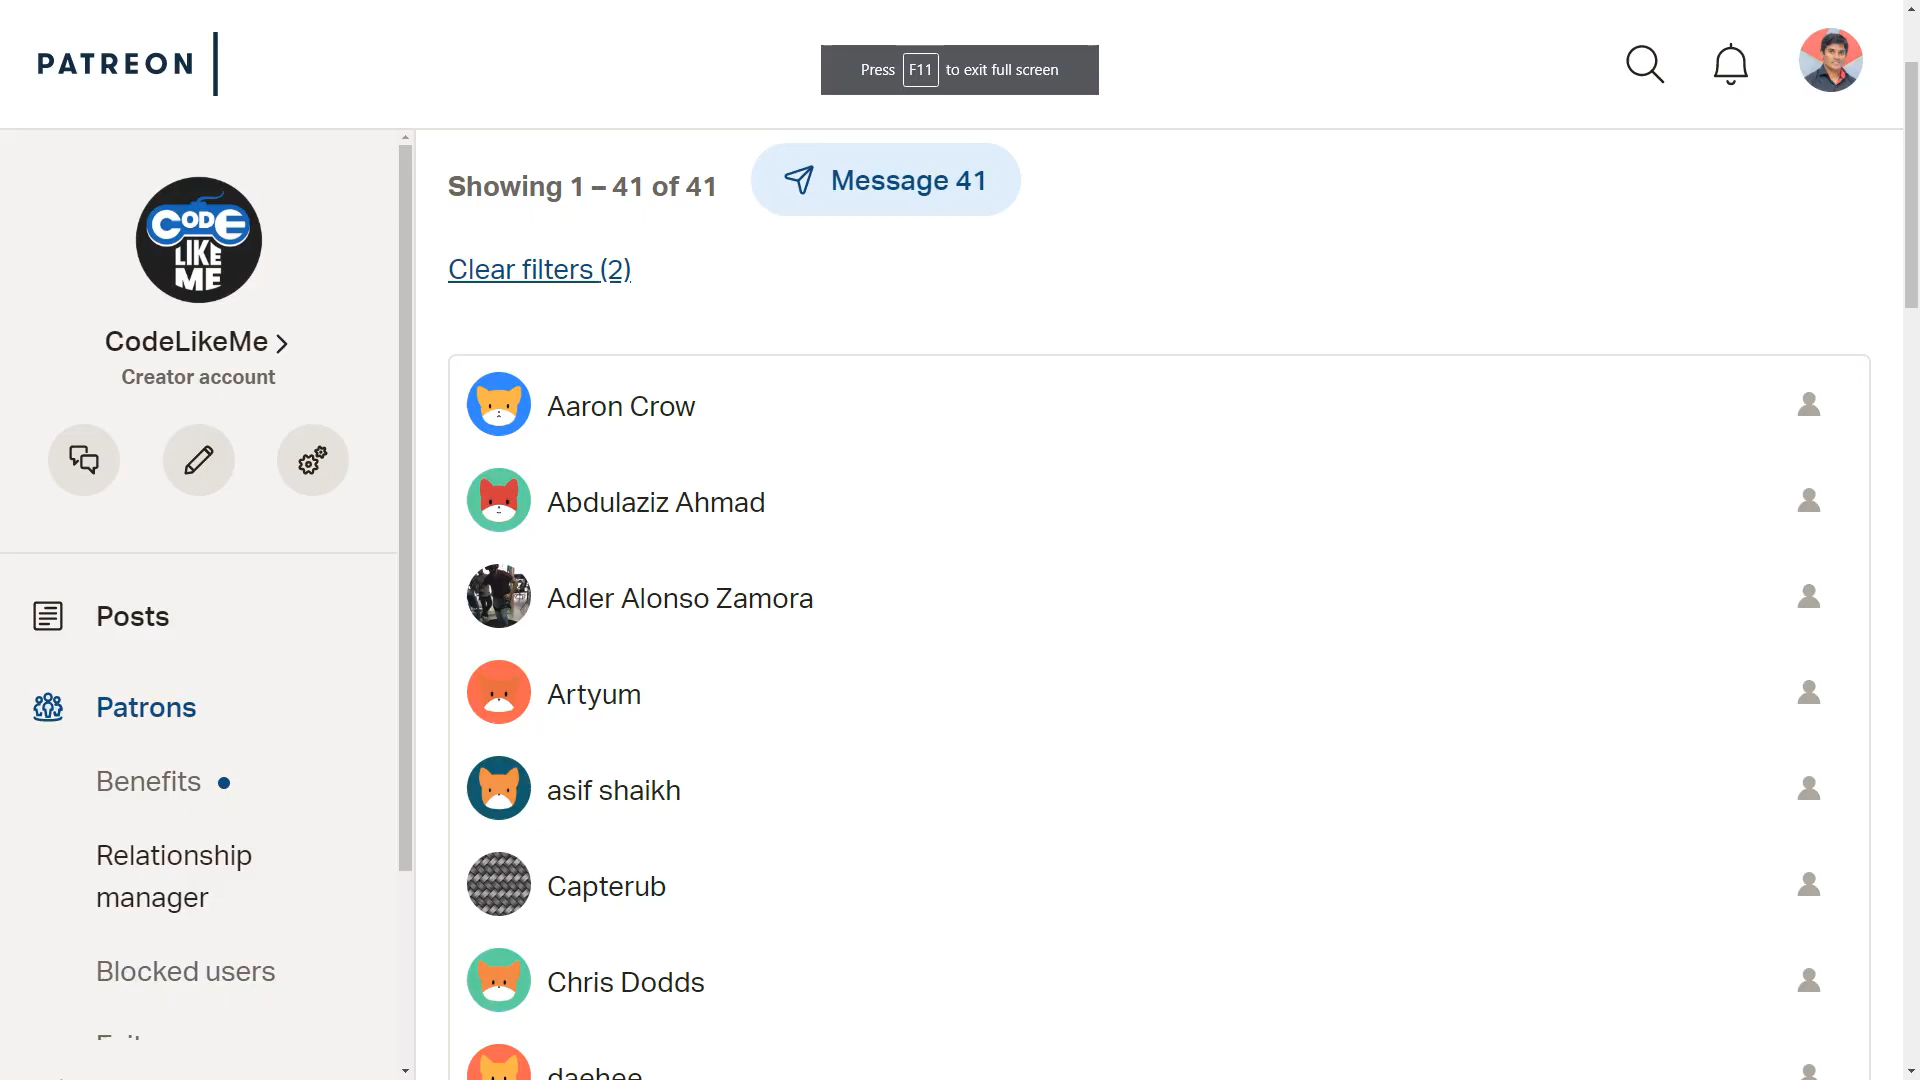 PATREON
Press F11 to exit full screen
CODE
LIKE
ME
CodeLikeMe
Creator account
Posts
Patrons
Benefits
Relationship
manager
Blocked users
Showing 1 – 41 of 41
Message 41
Clear filters (2)
Aaron Crow
Abdulaziz Ahmad
Adler Alonso Zamora
Artyum
asif shaikh
Capterub
Chris Dodds
daehee